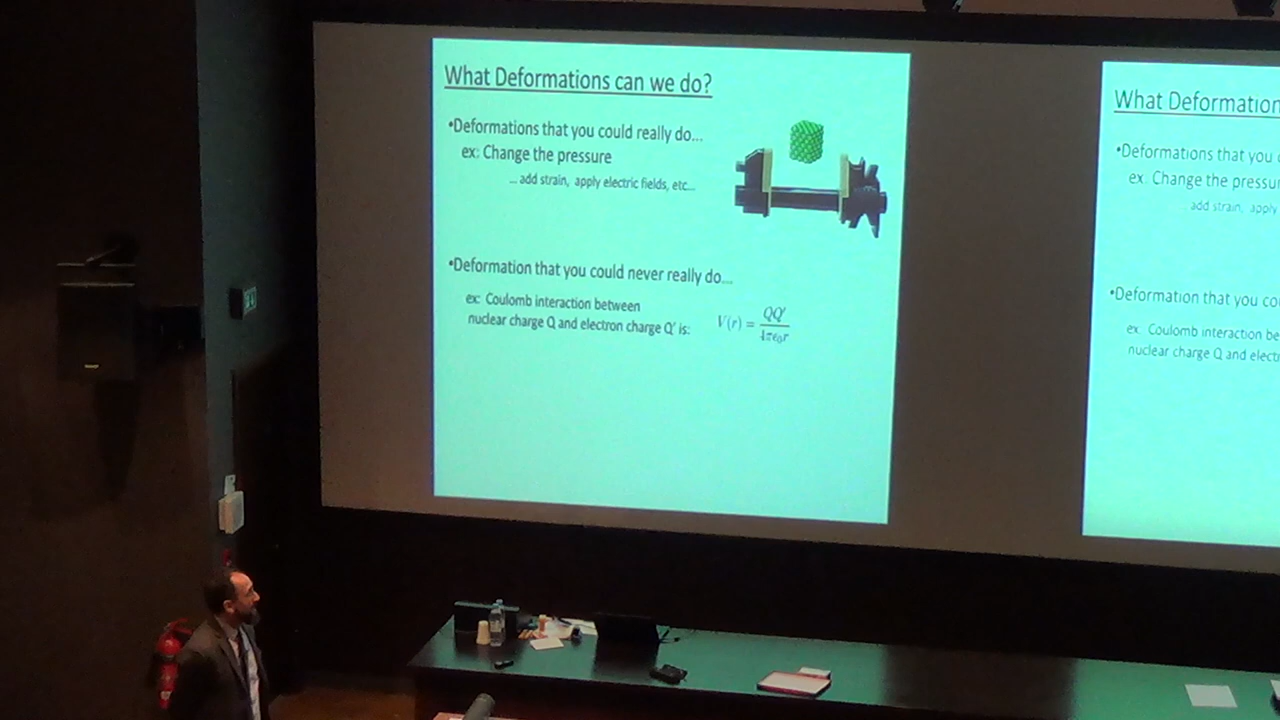 What Deformations can we do?
•Deformations that you could really do...
ex: Change the pressure
... add strain, apply electric fields, etc...
•Deformation that you could never really do...
ex: Coulomb interaction between
nuclear charge Q and electron charge Q' is:
V(r) = QQ' / 4πϵ₀r
What Deformation
•Deformations that you
ex: Change the pressur
add strain, apply
•Deformation that you cou
ex: Coulomb interaction be
nuclear charge Q and elect